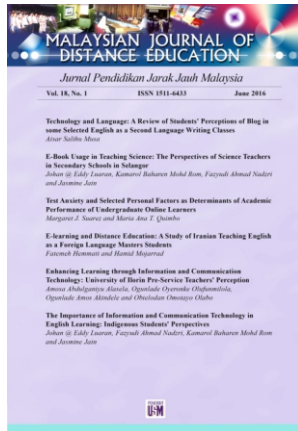 MALAYSIAN JOURNAL OF
DISTANCE EDUCATION
Jurnal Pendidikan Jarak Jauh Malaysia
Vol. 18, No. 1 ISSN 1511-6433 June 2016
Technology and Language: A Review of Students' Perceptions of Blog in
some Selected English as a Second Language Writing Classes
Aisar Salihu Musa
E-Book Usage in Teaching Science: The Perspectives of Science Teachers
in Secondary Schools in Selangor
Johan @ Eddy Luaran, Kamarol Baharen Mohd Rom, Fazyudi Ahmad Nadzri
and Jasmine Jain
Test Anxiety and Selected Personal Factors as Determinants of Academic
Performance of Undergraduate Online Learners
Margaret J. Suarez and Maria Ana T. Quimbo
E-learning and Distance Education: A Study of Iranian Teaching English
as a Foreign Language Masters Students
Fatemeh Hemmati and Hamid Mojarrad
Enhancing Learning through Information and Communication
Technology: University of Ilorin Pre-Service Teachers' Perception
Amosa Abdulganiyu Alasela, Ogunlade Oyeronke Olufunmilola,
Ogunlade Amos Akindele and Obielodan Omotayo Olabo
The Importance of Information and Communication Technology in
English Learning: Indigenous Students' Perspectives
Johan @ Eddy Luaran, Fazyudi Ahmad Nadzri, Kamarol Baharen Mohd Rom
and Jasmine Jain
USM